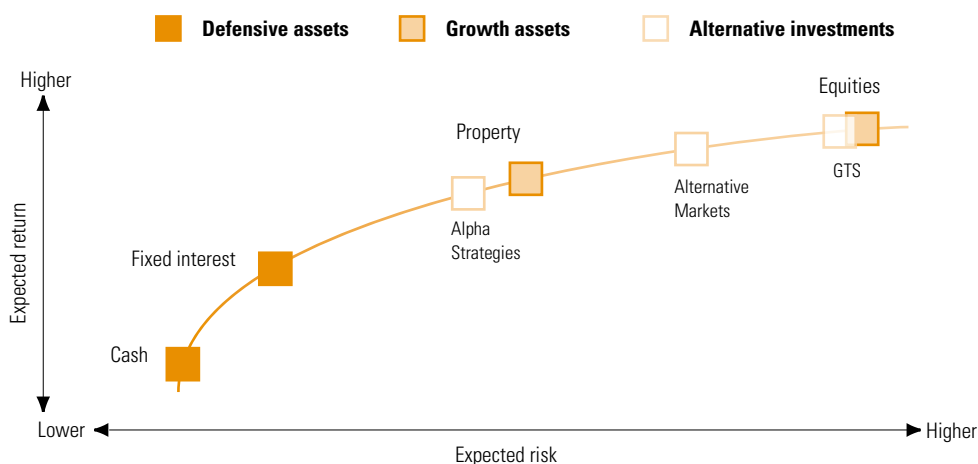 Defensive assets
Growth assets
Alternative investments
Higher
Equities
Property
GTS
Alternative
Markets
Alpha
Strategies
Fixed interest
Expected return
Cash
Lower
Higher
Expected risk